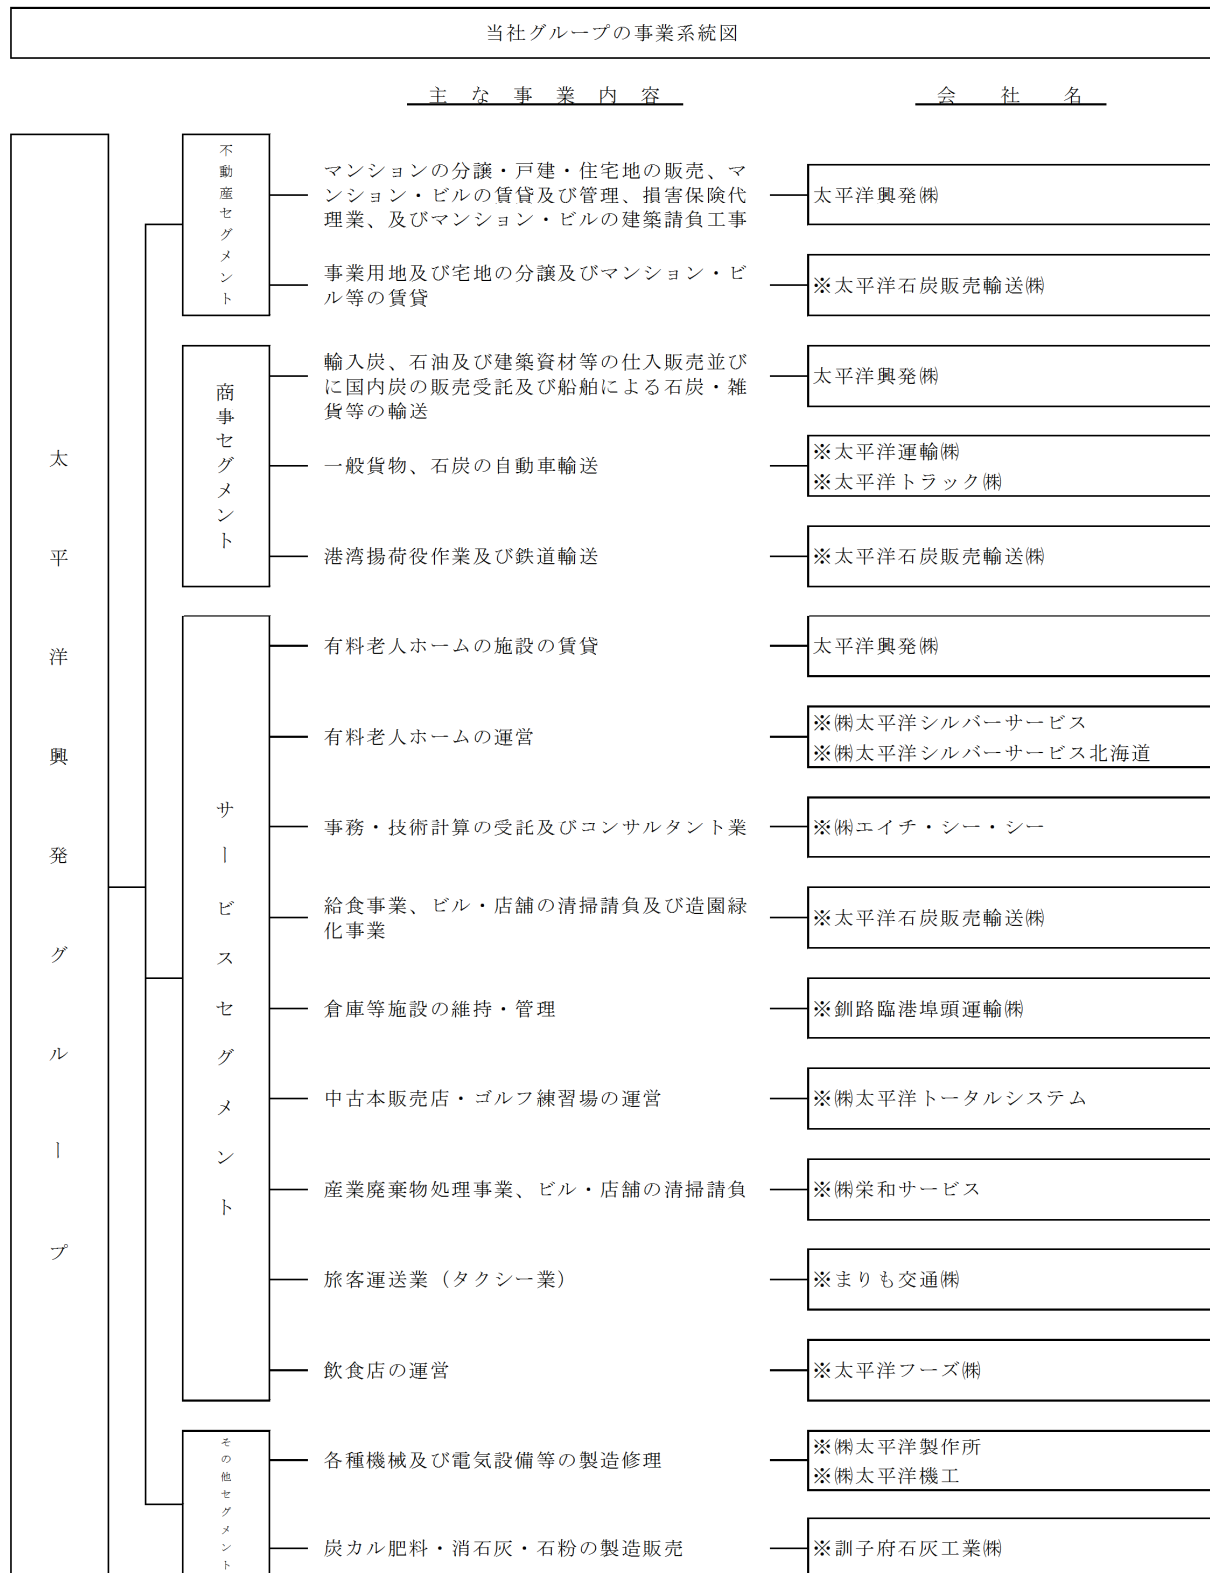 当社グループの事業系統図
主な事業内容
会社名
太平洋興発グループ
不動産セグメント
マンションの分譲・戸建・住宅地の販売、マ
ンション・ビルの賃貸及び管理、損害保険代
理業、及びマンション・ビルの建築請負工事
太平洋興発㈱
事業用地及び宅地の分譲及びマンション・ビ
ル等の賃貸
※太平洋石炭販売輸送㈱
商事セグメント
輸入炭、石油及び建築資材等の仕入販売並び
に国内炭の販売受託及び船舶による石炭・雑
貨等の輸送
太平洋興発㈱
一般貨物、石炭の自動車輸送
※太平洋運輸㈱
※太平洋トラック㈱
港湾揚荷役作業及び鉄道輸送
※太平洋石炭販売輸送㈱
サービスセグメント
有料老人ホームの施設の賃貸
太平洋興発㈱
有料老人ホームの運営
※㈱太平洋シルバーサービス
※㈱太平洋シルバーサービス北海道
事務・技術計算の受託及びコンサルタント業
※㈱エイチ・シー・シー
給食事業、ビル・店舗の清掃請負及び造園緑
化事業
※太平洋石炭販売輸送㈱
倉庫等施設の維持・管理
※釧路臨港埠頭運輸㈱
中古本販売店・ゴルフ練習場の運営
※㈱太平洋トータルシステム
産業廃棄物処理事業、ビル・店舗の清掃請負
※㈱栄和サービス
旅客運送業（タクシー業）
※まりも交通㈱
飲食店の運営
※太平洋フーズ㈱
その他セグメント
各種機械及び電気設備等の製造修理
※㈱太平洋製作所
※㈱太平洋機工
炭カル肥料・消石灰・石粉の製造販売
※訓子府石灰工業㈱